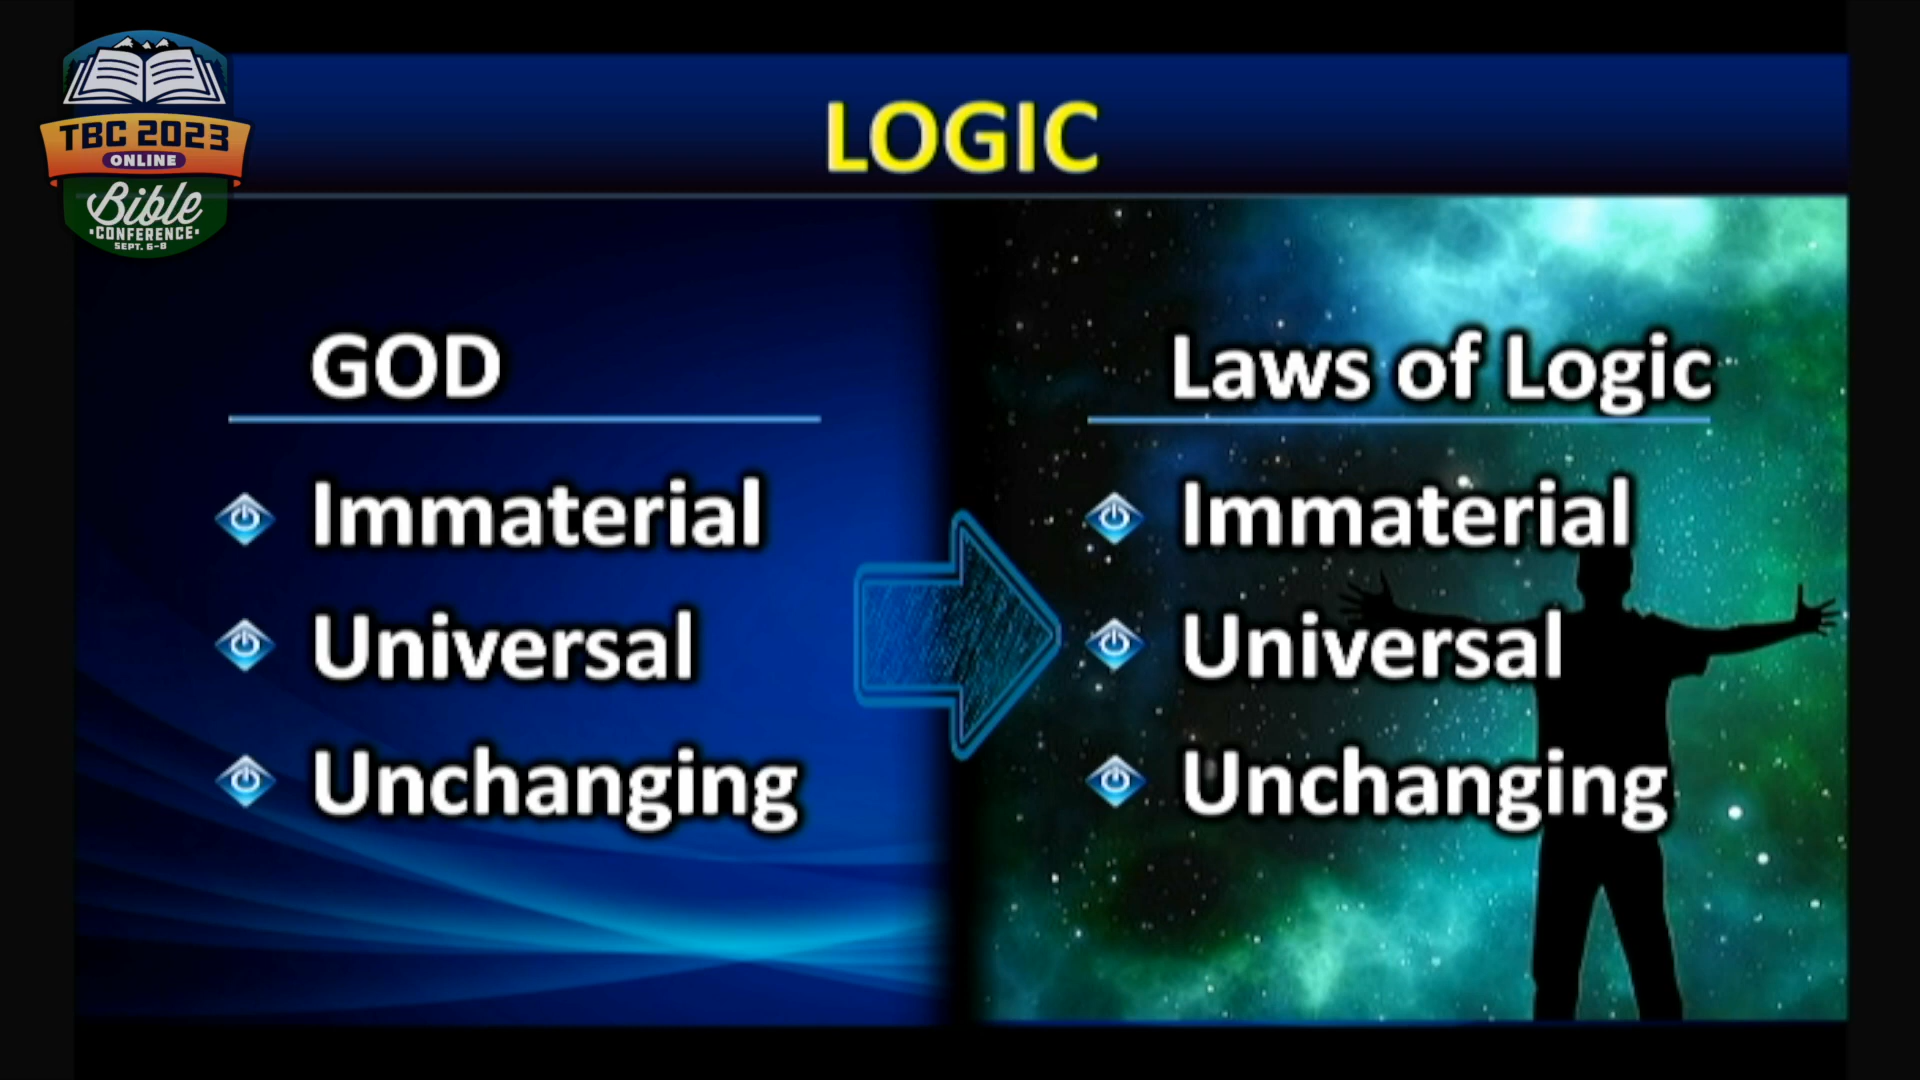 TBC 2023
ONLINE
Bible
•CONFERENCE•
SEPT. 6-8
LOGIC
GOD
Immaterial
Universal
Unchanging
Laws of Logic
Immaterial
Universal
Unchanging